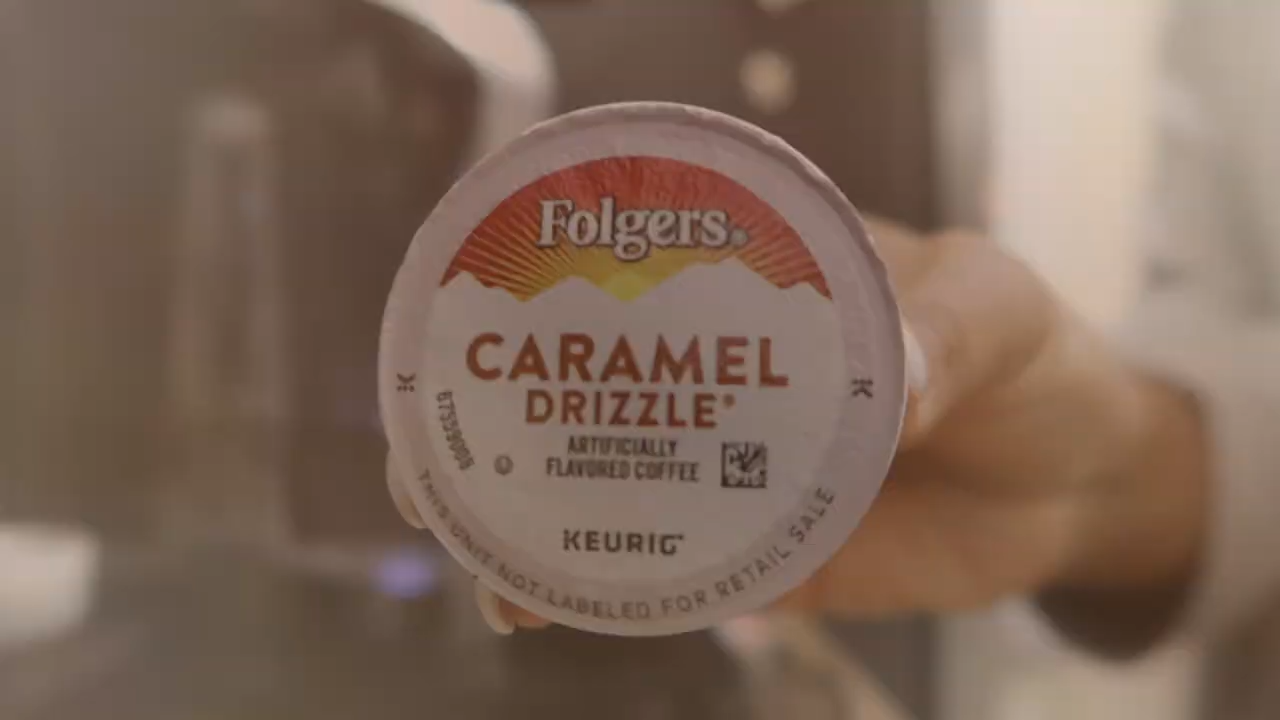 Folgers®
CARAMEL
DRIZZLE®
ARTIFICIALLY
FLAVORED COFFEE
KEURIG
THIS UNIT NOT LABELED FOR RETAIL SALE